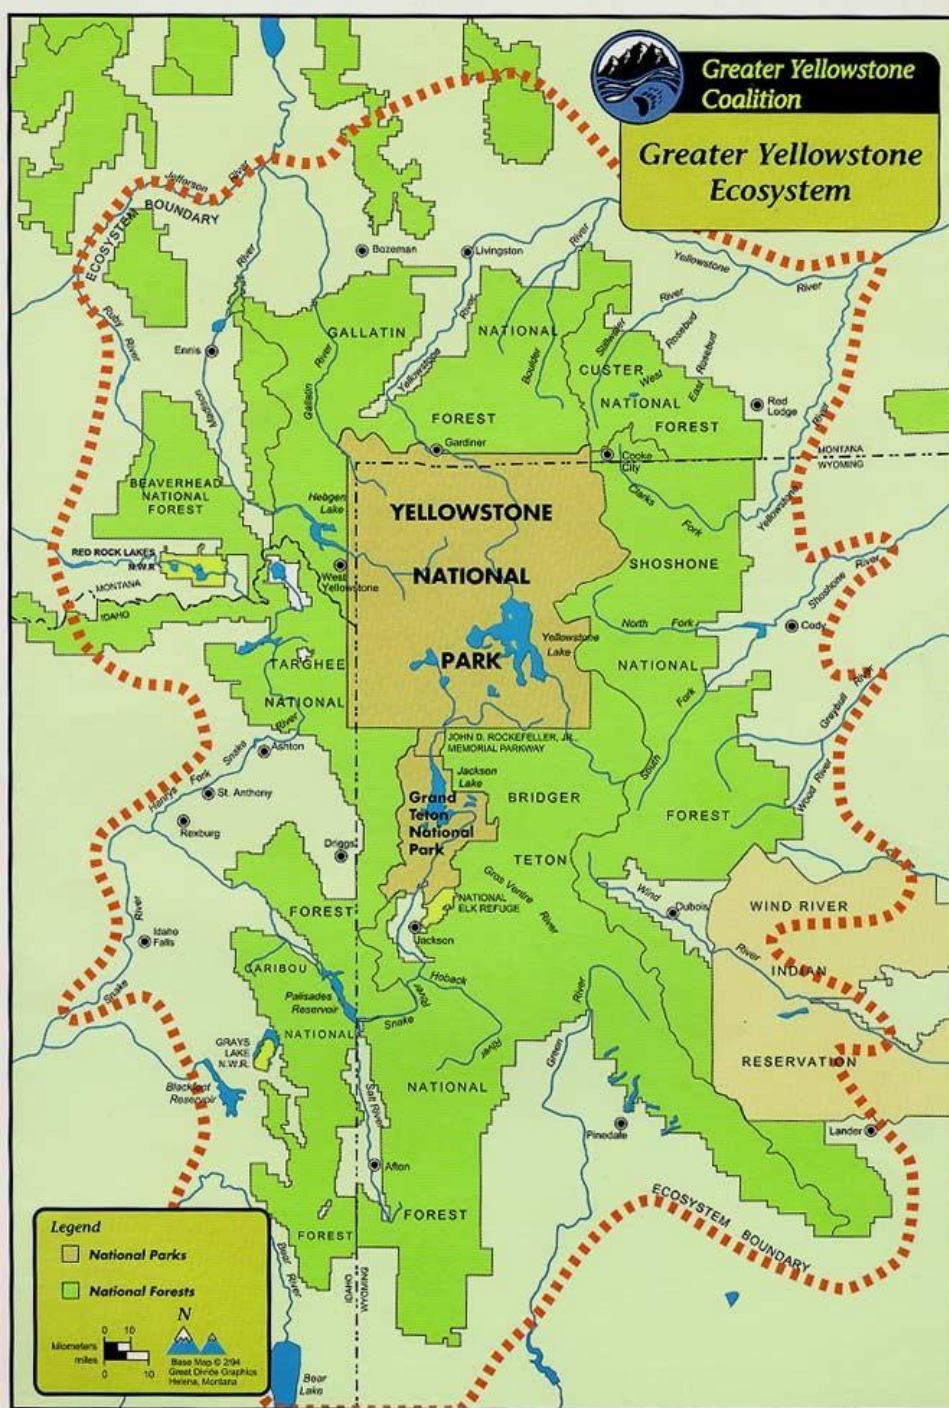 Greater Yellowstone
Coalition
Greater Yellowstone
Ecosystem
Jefferson
River
ECOSYSTEM
BOUNDARY
Bozeman
Livingston
River
Yellowstone
River
River
Ruby
River
Ennis
Madison
GALLATIN
River
Gallatin
River
Yellowstone
NATIONAL
Boulder
FOREST
Stillwater
River
CUSTER
West
Rosebud
East
Rosebud
NATIONAL
FOREST
Red
Lodge
River
MONTANA
WYOMING
Gardiner
Cooke
City
Clarks
Fork
Yellowstone
BEAVERHEAD
NATIONAL
FOREST
Hebgen
Lake
YELLOWSTONE
NATIONAL
PARK
RED ROCK LAKES
N.W.R
MONTANA
IDAHO
West
Yellowstone
SHOSHONE
Shoshone
River
North Fork
Cody
Yellowstone
Lake
TARGHEE
NATIONAL
NATIONAL
Fork
South
Greybull
River
Wood River
River
Ashton
Henrys Fork Snake
St. Anthony
Rexburg
Driggs
JOHN D. ROCKEFELLER, JR.,
MEMORIAL PARKWAY
Jackson
Lake
Grand
Teton
National
Park
BRIDGER
TETON
FOREST
Gros Ventre
River
NATIONAL
ELK REFUGE
Jackson
Wind
Dubois
River
WIND RIVER
INDIAN
RESERVATION
FOREST
Idaho
Falls
River
Snake
CARIBOU
Palisades
Reservoir
NATIONAL
GRAYS
LAKE
N.W.R.
Blackfoot
Reservoir
Hoback
River
Snake
River
Green
River
NATIONAL
Salt River
Pinedale
Lander
Afton
FOREST
FOREST
ECOSYSTEM BOUNDARY
IDAHO
WYOMING
Bear
River
Bear
Lake
Legend
National Parks
National Forests
N
0 10
kilometers
miles
0 10
Base Map © 2/94
Great Divide Graphics
Helena, Montana